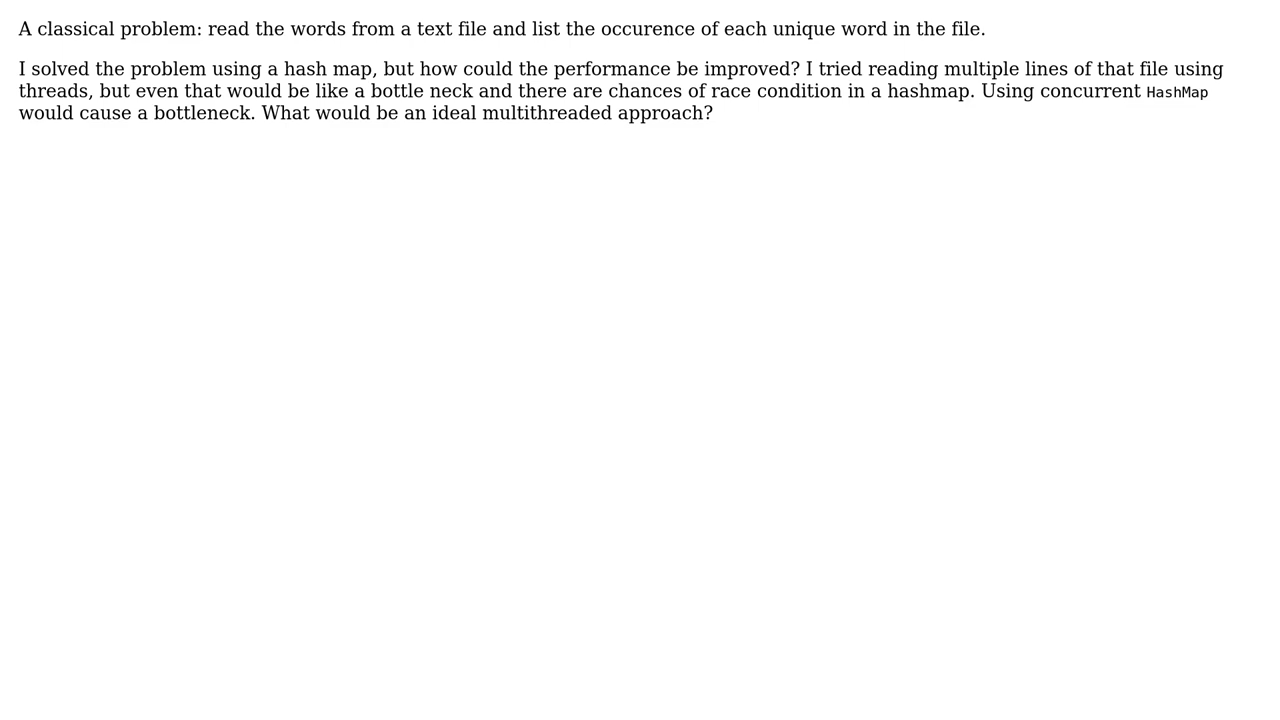 A classical problem: read the words from a text file and list the occurence of each unique word in the file.
I solved the problem using a hash map, but how could the performance be improved? I tried reading multiple lines of that file using
threads, but even that would be like a bottle neck and there are chances of race condition in a hashmap. Using concurrent HashMap
would cause a bottleneck. What would be an ideal multithreaded approach?